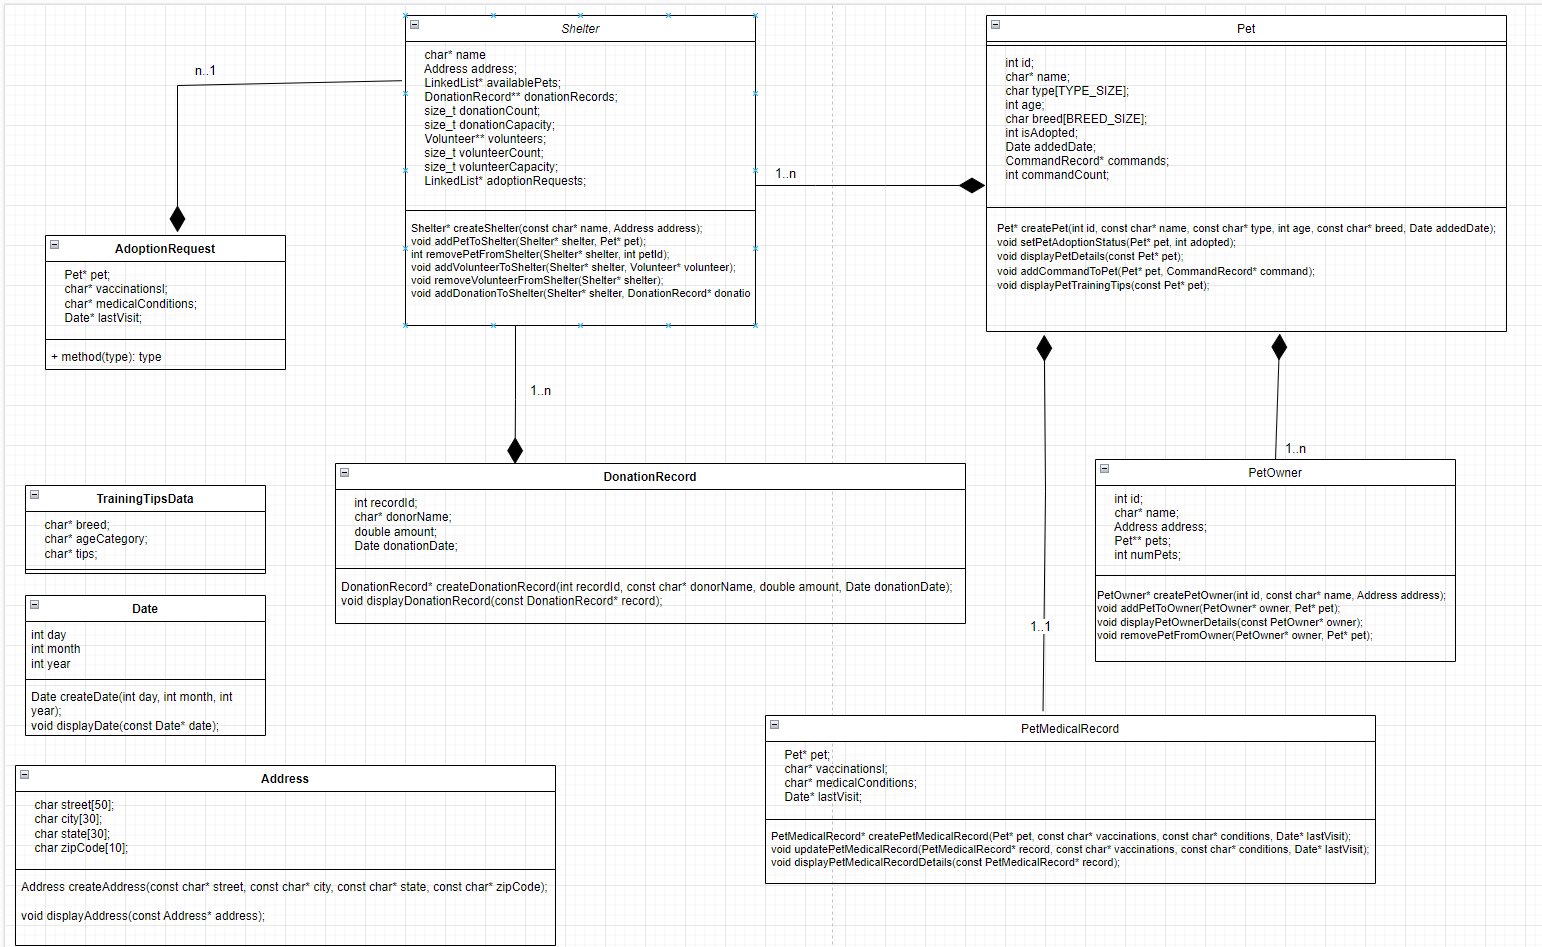 Shelter
char* name
Address address;
LinkedList* availablePets;
DonationRecord** donationRecords;
size_t donationCount;
size_t donationCapacity;
Volunteer** volunteers;
size_t volunteerCount;
size_t volunteerCapacity;
LinkedList* adoptionRequests;
Shelter* createShelter(const char* name, Address address);
void addPetToShelter(Shelter* shelter, Pet* pet);
int removePetFromShelter(Shelter* shelter, int petId);
void addVolunteerToShelter(Shelter* shelter, Volunteer* volunteer);
void removeVolunteerFromShelter(Shelter* shelter);
void addDonationToShelter(Shelter* shelter, DonationRecord* donatio
Pet
int id;
char* name;
char type[TYPE_SIZE];
int age;
char breed[BREED_SIZE];
int isAdopted;
Date addedDate;
CommandRecord* commands;
int commandCount;
Pet* createPet(int id, const char* name, const char* type, int age, const char* breed, Date addedDate);
void setPetAdoptionStatus(Pet* pet, int adopted);
void displayPetDetails(const Pet* pet);
void addCommandToPet(Pet* pet, CommandRecord* command);
void displayPetTrainingTips(const Pet* pet);
n..1
1..n
AdoptionRequest
Pet* pet;
char* vaccinationsl;
char* medicalConditions;
Date* lastVisit;
+ method(type): type
1..n
1..n
DonationRecord
int recordId;
char* donorName;
double amount;
Date donationDate;
DonationRecord* createDonationRecord(int recordId, const char* donorName, double amount, Date donationDate);
void displayDonationRecord(const DonationRecord* record);
PetOwner
int id;
char* name;
Address address;
Pet** pets;
int numPets;
PetOwner* createPetOwner(int id, const char* name, Address address);
void addPetToOwner(PetOwner* owner, Pet* pet);
void displayPetOwnerDetails(const PetOwner* owner);
void removePetFromOwner(PetOwner* owner, Pet* pet);
TrainingTipsData
char* breed;
char* ageCategory;
char* tips;
Date
int day
int month
int year
Date createDate(int day, int month, int
year);
void displayDate(const Date* date);
1..1
PetMedicalRecord
Pet* pet;
char* vaccinationsl;
char* medicalConditions;
Date* lastVisit;
PetMedicalRecord* createPetMedicalRecord(Pet* pet, const char* vaccinations, const char* conditions, Date* lastVisit);
void updatePetMedicalRecord(PetMedicalRecord* record, const char* vaccinations, const char* conditions, Date* lastVisit);
void displayPetMedicalRecordDetails(const PetMedicalRecord* record);
Address
char street[50];
char city[30];
char state[30];
char zipCode[10];
Address createAddress(const char* street, const char* city, const char* state, const char* zipCode);
void displayAddress(const Address* address);